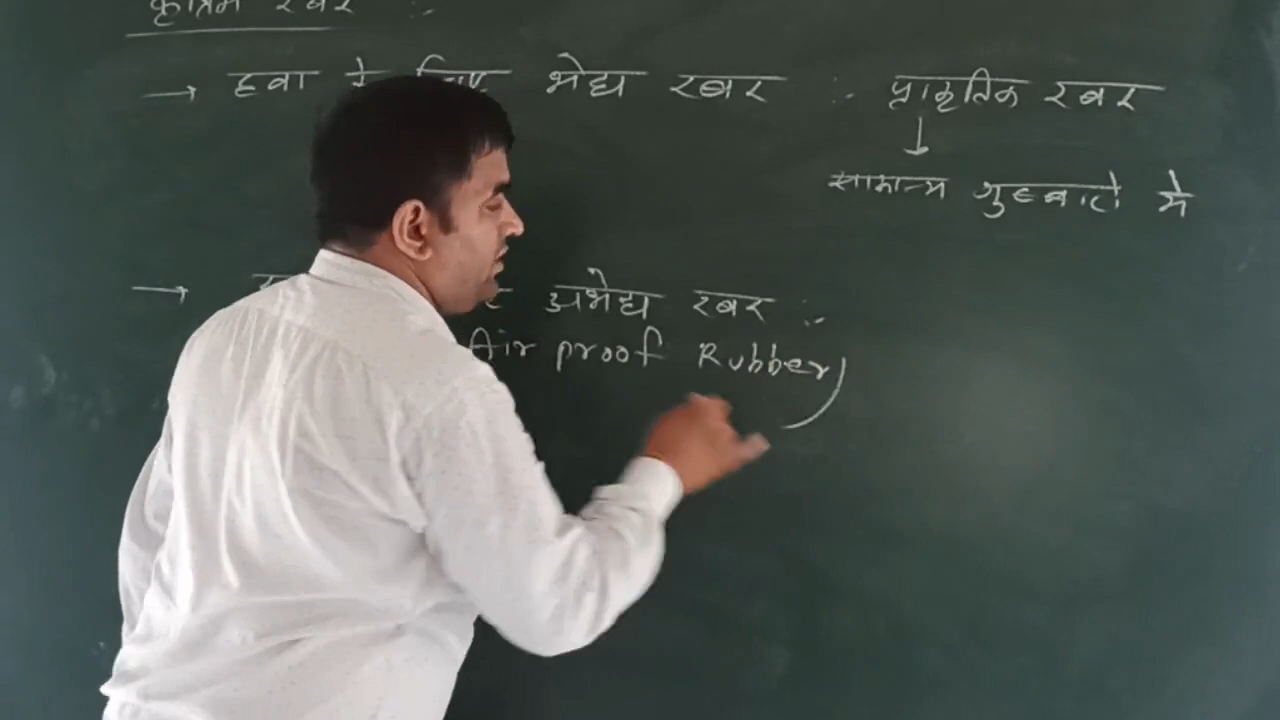 कृत्रिम रबर :-
→ हवा के लिए भेद्य रबर :- प्राकृतिक रबर
↓
सामान्य गुब्बारो मे
→ अभेद्य रबर :-
Air proof Rubber)